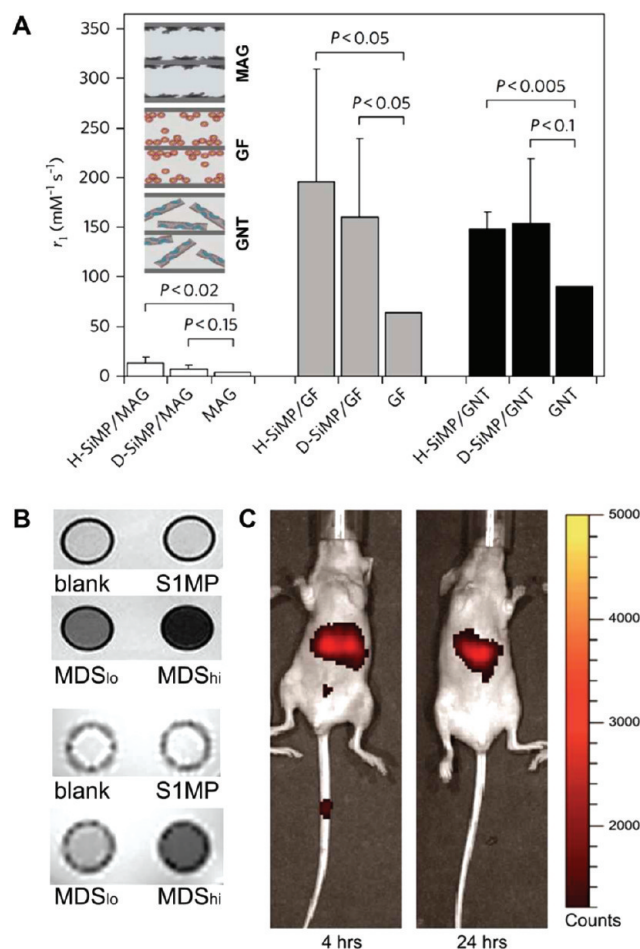 A
350
300
250
200
150
100
50
0
r₁ (mM⁻¹ s⁻¹)
MAG
GF
GNT
P < 0.05
P < 0.05
P < 0.005
P < 0.1
P < 0.02
P < 0.15
H-SiMP/MAG
D-SiMP/MAG
MAG
H-SiMP/GF
D-SiMP/GF
GF
H-SiMP/GNT
D-SiMP/GNT
GNT
B
blank S1MP
MDSlo MDShi
blank S1MP
MDSlo MDShi
C
5000
4000
3000
2000
Counts
4 hrs 24 hrs